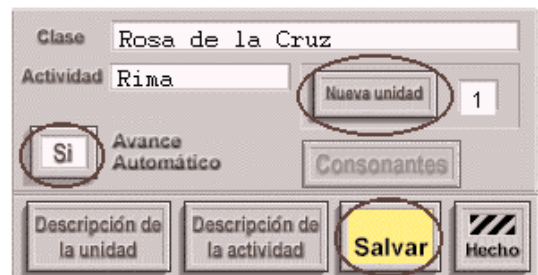 Clase Rosa de la Cruz
Actividad Rima
Nueva unidad 1
Si Avance
Automático
Consonantes
Descripción de
la unidad
Descripción de
la actividad
Salvar
Hecho